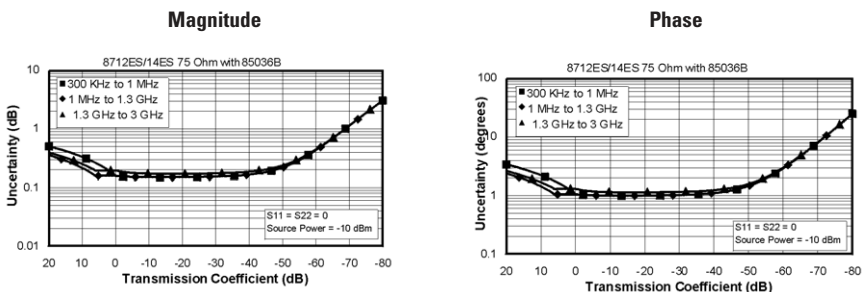 Magnitude
8712ES/14ES 75 Ohm with 85036B
10
1
0.1
0.01
Uncertainty (dB)
300 KHz to 1 MHz
1 MHz to 1.3 GHz
1.3 GHz to 3 GHz
S11 = S22 = 0
Source Power = -10 dBm
20 10 0 -10 -20 -30 -40 -50 -60 -70 -80
Transmission Coefficient (dB)
Phase
8712ES/14ES 75 Ohm with 85036B
100
10
1
0.1
Uncertainty (degrees)
300 KHz to 1 MHz
1 MHz to 1.3 GHz
1.3 GHz to 3 GHz
S11 = S22 = 0
Source Power = -10 dBm
20 10 0 -10 -20 -30 -40 -50 -60 -70 -80
Transmission Coefficient (dB)